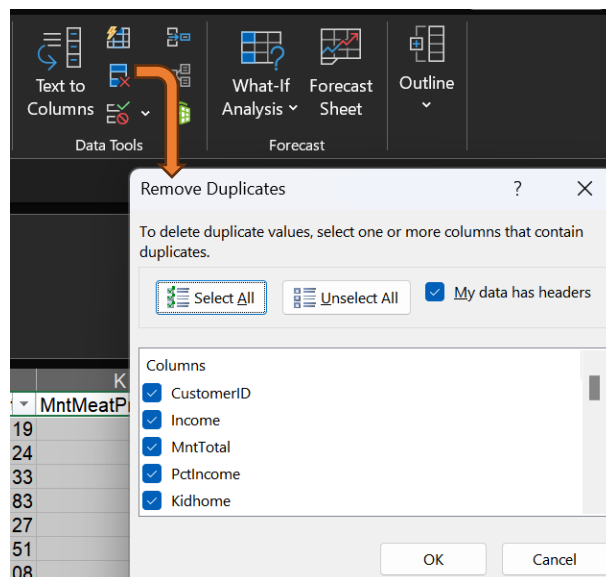 Text to
Columns
What-If
Analysis
Forecast
Sheet
Outline
Data Tools
Forecast
Remove Duplicates
?
To delete duplicate values, select one or more columns that contain
duplicates.
Select All
Unselect All
My data has headers
Columns
CustomerID
Income
MntTotal
PctIncome
Kidhome
OK
Cancel
K
19
24
33
83
27
51
08